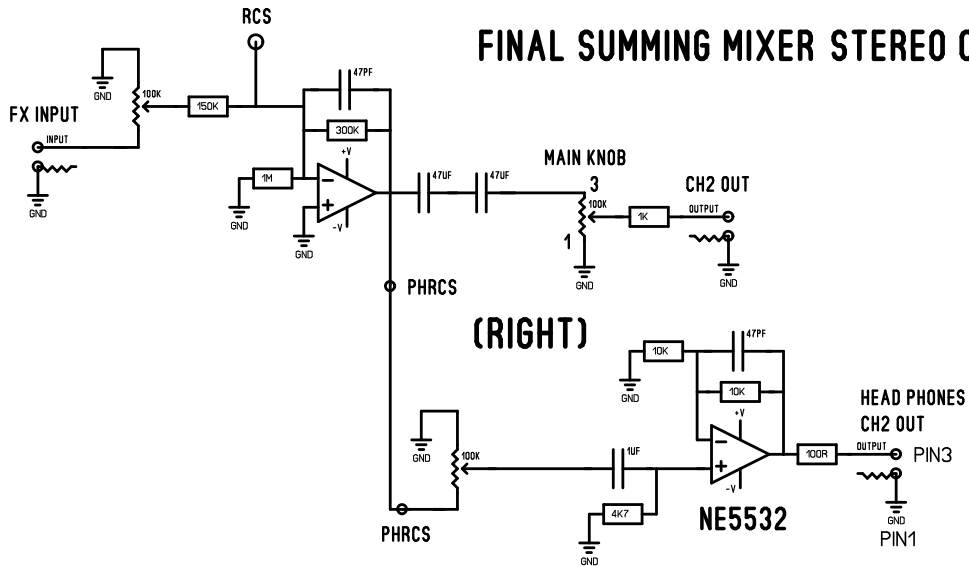 RCS
FINAL SUMMING MIXER STEREO
47PF
GND
100K
150K
FX INPUT
INPUT
300K
+V
MAIN KNOB
1M
47UF
47UF
3
CH2 OUT
100K
OUTPUT
1K
GND
GND
-V
GND
1
GND
GND
PHRCS
(RIGHT)
47PF
10K
GND
10K
HEAD PHONES
CH2 OUT
+V
GND
100K
1UF
OUTPUT
PIN3
100R
-V
4K7
NE5532
GND
PHRCS
GND
PIN1